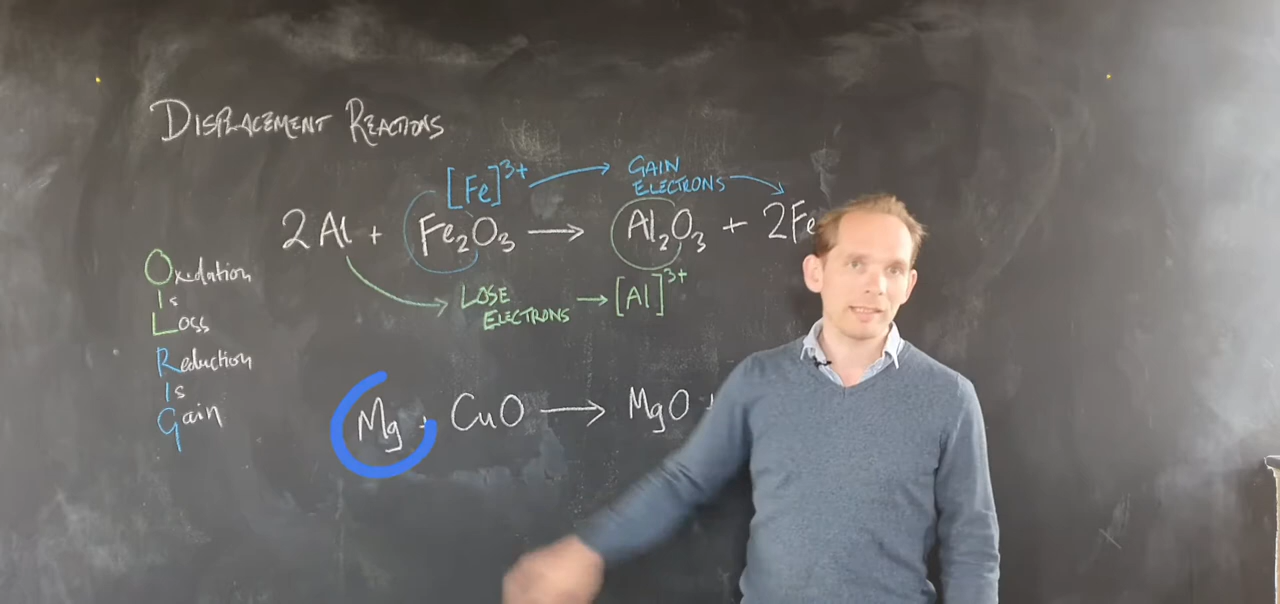 DISPLACEMENT REACTIONS
[Fe]³⁺ → GAIN ELECTRONS
2Al + Fe₂O₃ → Al₂O₃ + 2Fe
LOSE ELECTRONS → [Al]³⁺
Oxidation
Is
Loss
Reduction
Is
Gain
Mg + CuO → MgO +